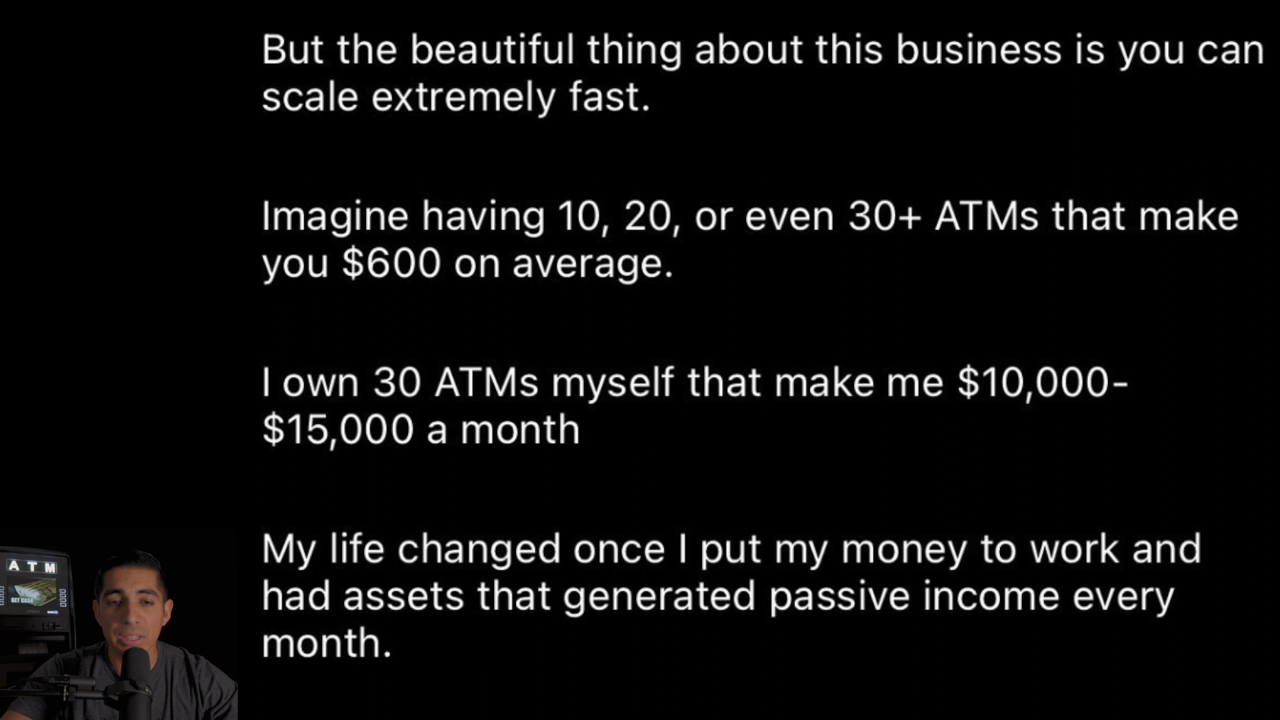 But the beautiful thing about this business is you can
scale extremely fast.
Imagine having 10, 20, or even 30+ ATMs that make
you $600 on average.
I own 30 ATMs myself that make me $10,000-
$15,000 a month
My life changed once I put my money to work and
had assets that generated passive income every
month.
ATM
GET CASH